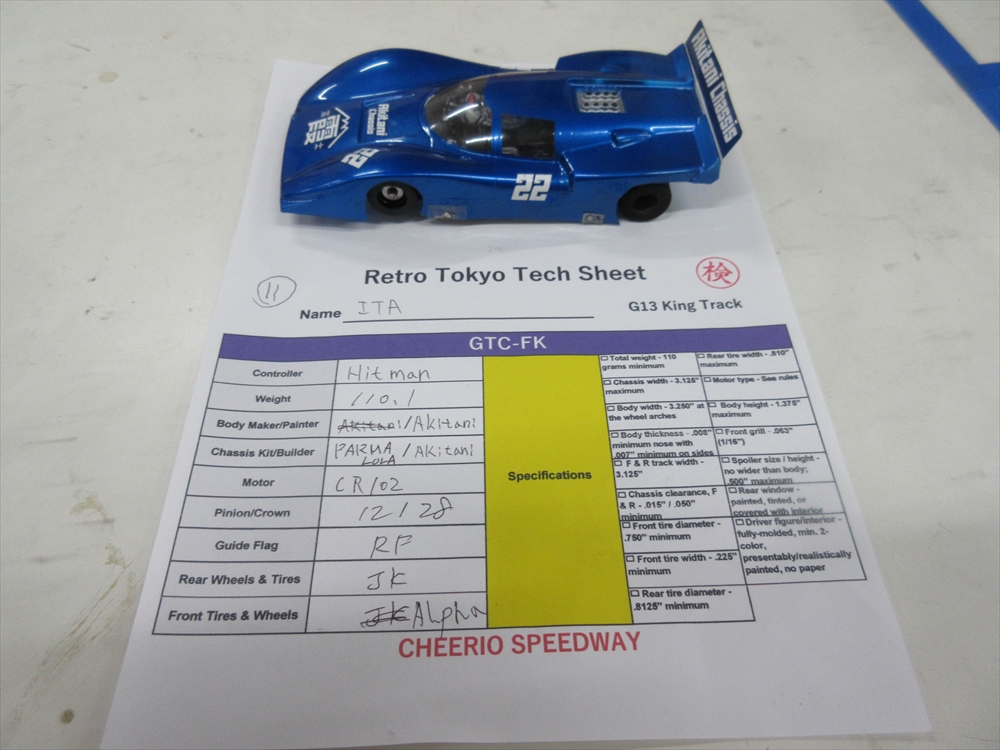 Akitani Chassis
Akitani
Chassis
霞
22
22
Retro Tokyo Tech Sheet
検
11
Name ITA
G13 King Track
GTC-FK
Controller Hitman
Weight 110.1
Body Maker/Painter Akitani/Akitani
Chassis Kit/Builder PARMA LOLA / AKitani
Motor CR102
Pinion/Crown 12/28
Guide Flag RF
Rear Wheels & Tires JK
Front Tires & Wheels JK Alpha
Specifications
☐ Total weight - 110
grams minimum
☐ Rear tire width - .810"
maximum
☐ Chassis width - 3.125"
maximum
☐ Motor type - See rules
☐ Body width - 3.250" at
the wheel arches
☐ Body height - 1.375"
maximum
☐ Body thickness - .008"
minimum nose with
.007" minimum on sides
☐ Front grill - .063"
(1/16")
☐ F & R track width -
3.125"
☐ Spoiler size / height -
no wider than body;
.500" maximum
☐ Chassis clearance, F
& R - .015" / .050"
minimum
☐ Rear window -
painted, tinted, or
covered with interior
☐ Front tire diameter -
.750" minimum
☐ Driver figure/interior -
fully-molded, min. 2-
color,
presentably/realistically
painted, no paper
☐ Front tire width - .225"
minimum
☐ Rear tire diameter -
.8125" minimum
CHEERIO SPEEDWAY